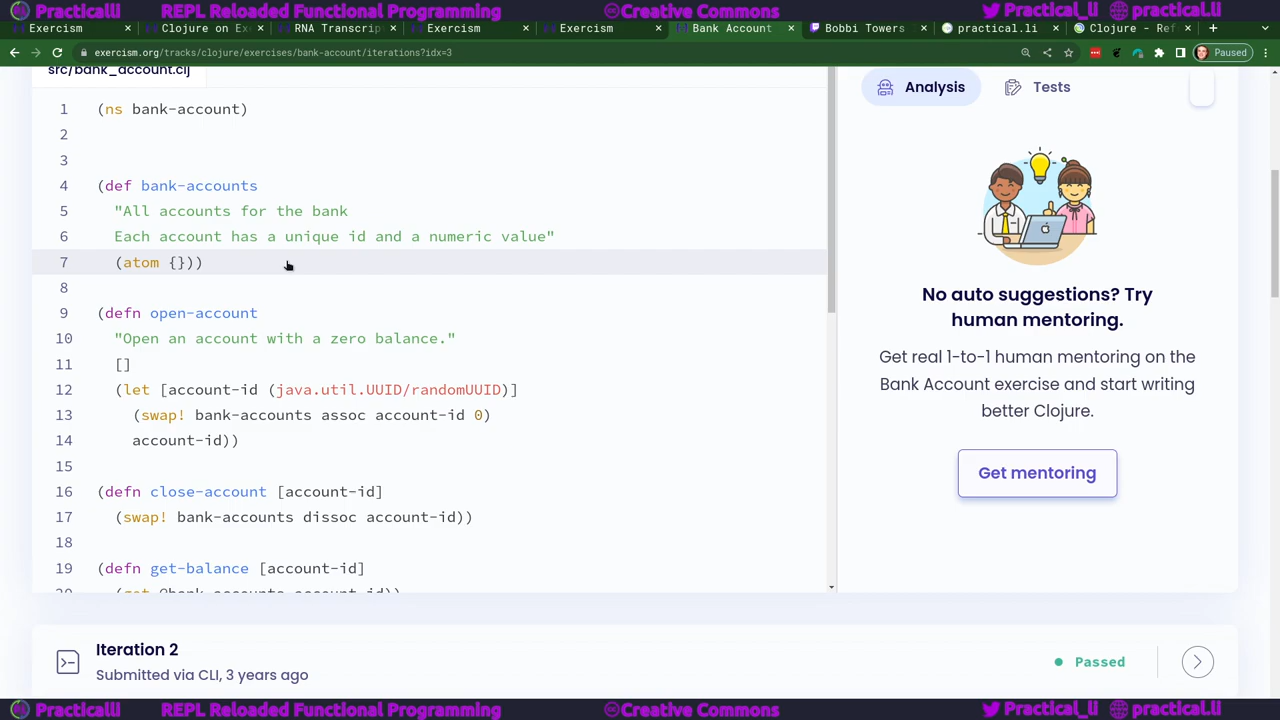 Practicalli REPL Reloaded Functional Programming Creative Commons Practical_li practical.li
Exercism Clojure on Ex RNA Transcrip Exercism Exercism Bank Account Bobbi Towers practical.li Clojure - Ref
exercism.org/tracks/clojure/exercises/bank-account/iterations?idx=3 Paused
src/bank_account.clj
Analysis Tests
1 (ns bank-account)
2
3
4 (def bank-accounts
5 "All accounts for the bank
6 Each account has a unique id and a numeric value"
7 (atom {}))
8
9 (defn open-account
10 "Open an account with a zero balance."
11 []
12 (let [account-id (java.util.UUID/randomUUID)]
13 (swap! bank-accounts assoc account-id 0)
14 account-id))
15
16 (defn close-account [account-id]
17 (swap! bank-accounts dissoc account-id))
18
19 (defn get-balance [account-id]
20 (get @bank-accounts account-id))
No auto suggestions? Try
human mentoring.
Get real 1-to-1 human mentoring on the
Bank Account exercise and start writing
better Clojure.
Get mentoring
Iteration 2
Submitted via CLI, 3 years ago
Passed
Practicalli REPL Reloaded Functional Programming Creative Commons Practical_li practical.li